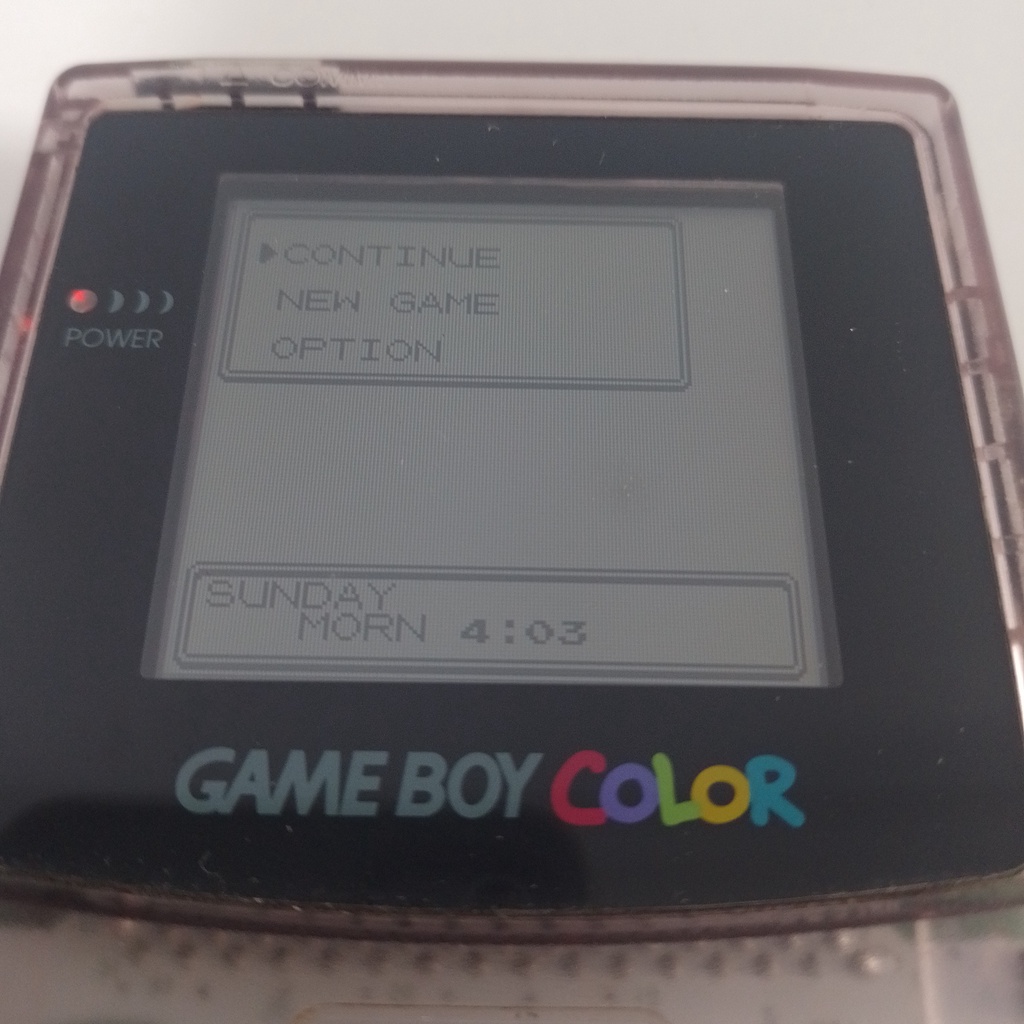 ▶CONTINUE
NEW GAME
OPTION
POWER
SUNDAY
MORN 4:03
GAME BOY COLOR